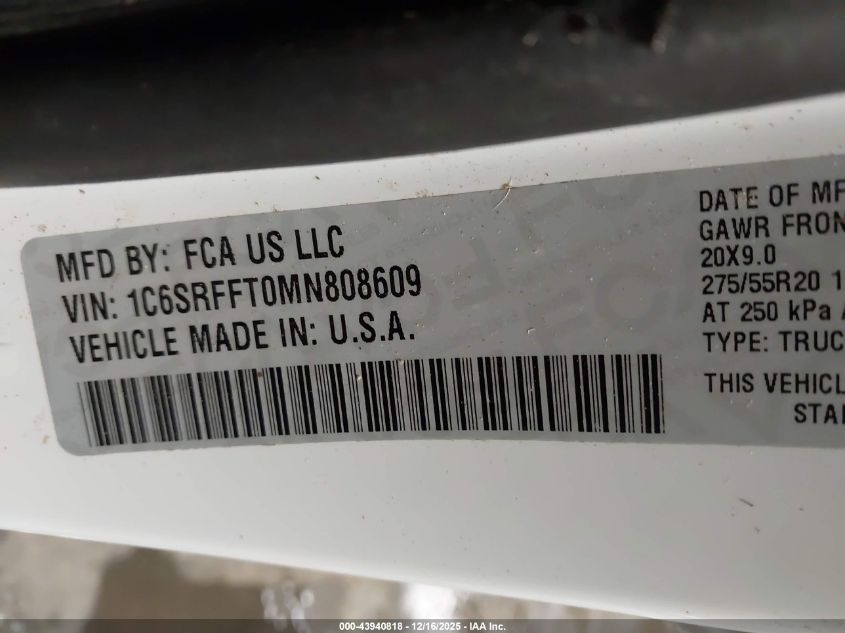 MFD BY: FCA US LLC
VIN: 1C6SRFFT0MN808609
VEHICLE MADE IN: U.S.A.
DATE OF MF
GAWR FRON
20X9.0
275/55R20 1
AT 250 kPa
TYPE: TRUC
THIS VEHICL
STA
000-43940818 - 12/16/2025 - IAA Inc.